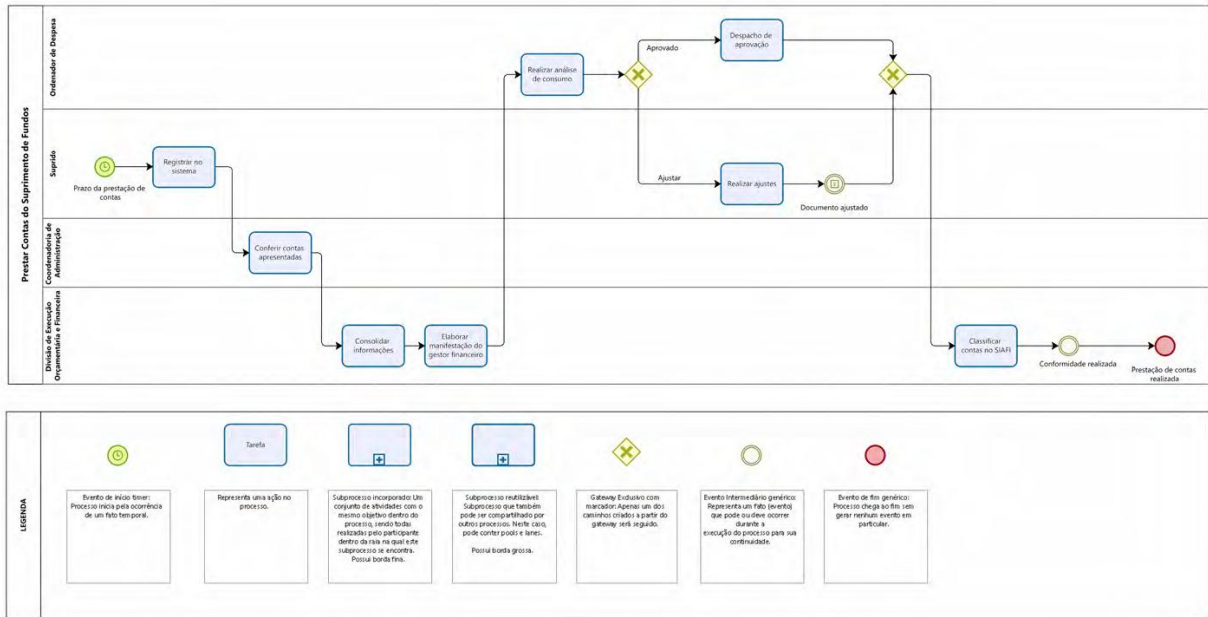 Prestar Contas do Suprimento de Fundos
Ordenador de Despesa
Realizar análise
de consumo
Aprovado
Despacho de
aprovação
Suprido
Prazo da prestação de
contas
Registrar no
sistema
Ajustar
Realizar ajustes
Documento ajustado
Coordenadoria de
Administração
Conferir contas
apresentadas
Divisão de Execução
Orçamentária e Financeira
Consolidar
informações
Elaborar
manifestação do
gestor financeiro
Classificar
contas no SIAFI
Conformidade realizada
Prestação de contas
realizada
LEGENDA
Evento de início timer:
Processo inicia pela ocorrência
de um fato temporal.
Tarefa
Representa uma ação no
processo.
Subprocesso incorporado: Um
conjunto de atividades com o
mesmo objetivo dentro do
processo, sendo todas
realizadas pelo participante
dentro da raia na qual este
subprocesso se encontra.
Possui borda fina.
Subprocesso reutilizável:
Subprocesso que também
pode ser compartilhado por
outros processos. Neste caso,
pode conter pools e lanes.
Possui borda grossa.
Gateway Exclusivo com
marcador: Apenas um dos
caminhos criados a partir do
gateway será seguido.
Evento Intermediário genérico:
Representa um fato (evento)
que pode ou deve ocorrer
durante a
execução do processo para sua
continuidade.
Evento de fim genérico:
Processo chega ao fim sem
gerar nenhum evento em
particular.